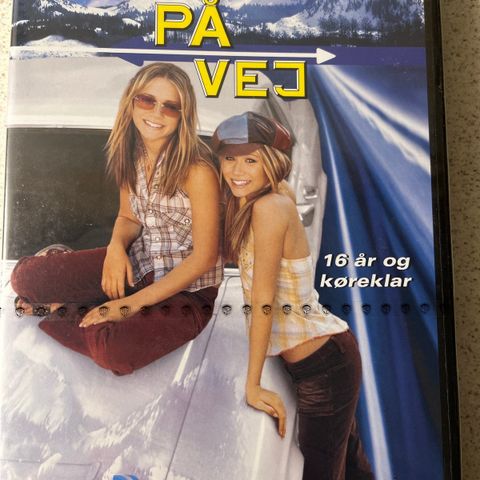 PÅ
VEJ
16 år og
køreklar